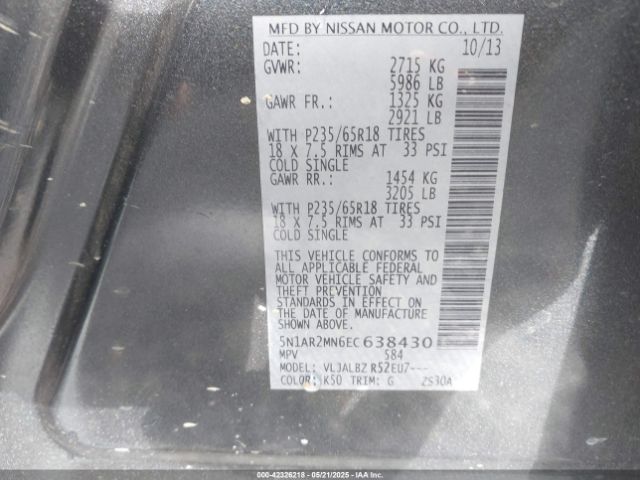 MFD BY NISSAN MOTOR CO., LTD.
DATE: 10/13
GVWR: 2715 KG
5986 LB
GAWR FR.: 1325 KG
2921 LB
WITH P235/65R18 TIRES
18 X 7.5 RIMS AT 33 PSI
COLD SINGLE
GAWR RR.: 1454 KG
3205 LB
WITH P235/65R18 TIRES
18 X 7.5 RIMS AT 33 PSI
COLD SINGLE
THIS VEHICLE CONFORMS TO
ALL APPLICABLE FEDERAL
MOTOR VEHICLE SAFETY AND
THEFT PREVENTION
STANDARDS IN EFFECT ON
THE DATE OF MANUFACTURE
SHOWN ABOVE.
5N1AR2MN6EC 638430
MPV 584
MODEL: VLJALBZ R52EU7---
COLOR: K50 TRIM: G ZS30A
000-42326218 - 05/21/2025 - IAAI.COM